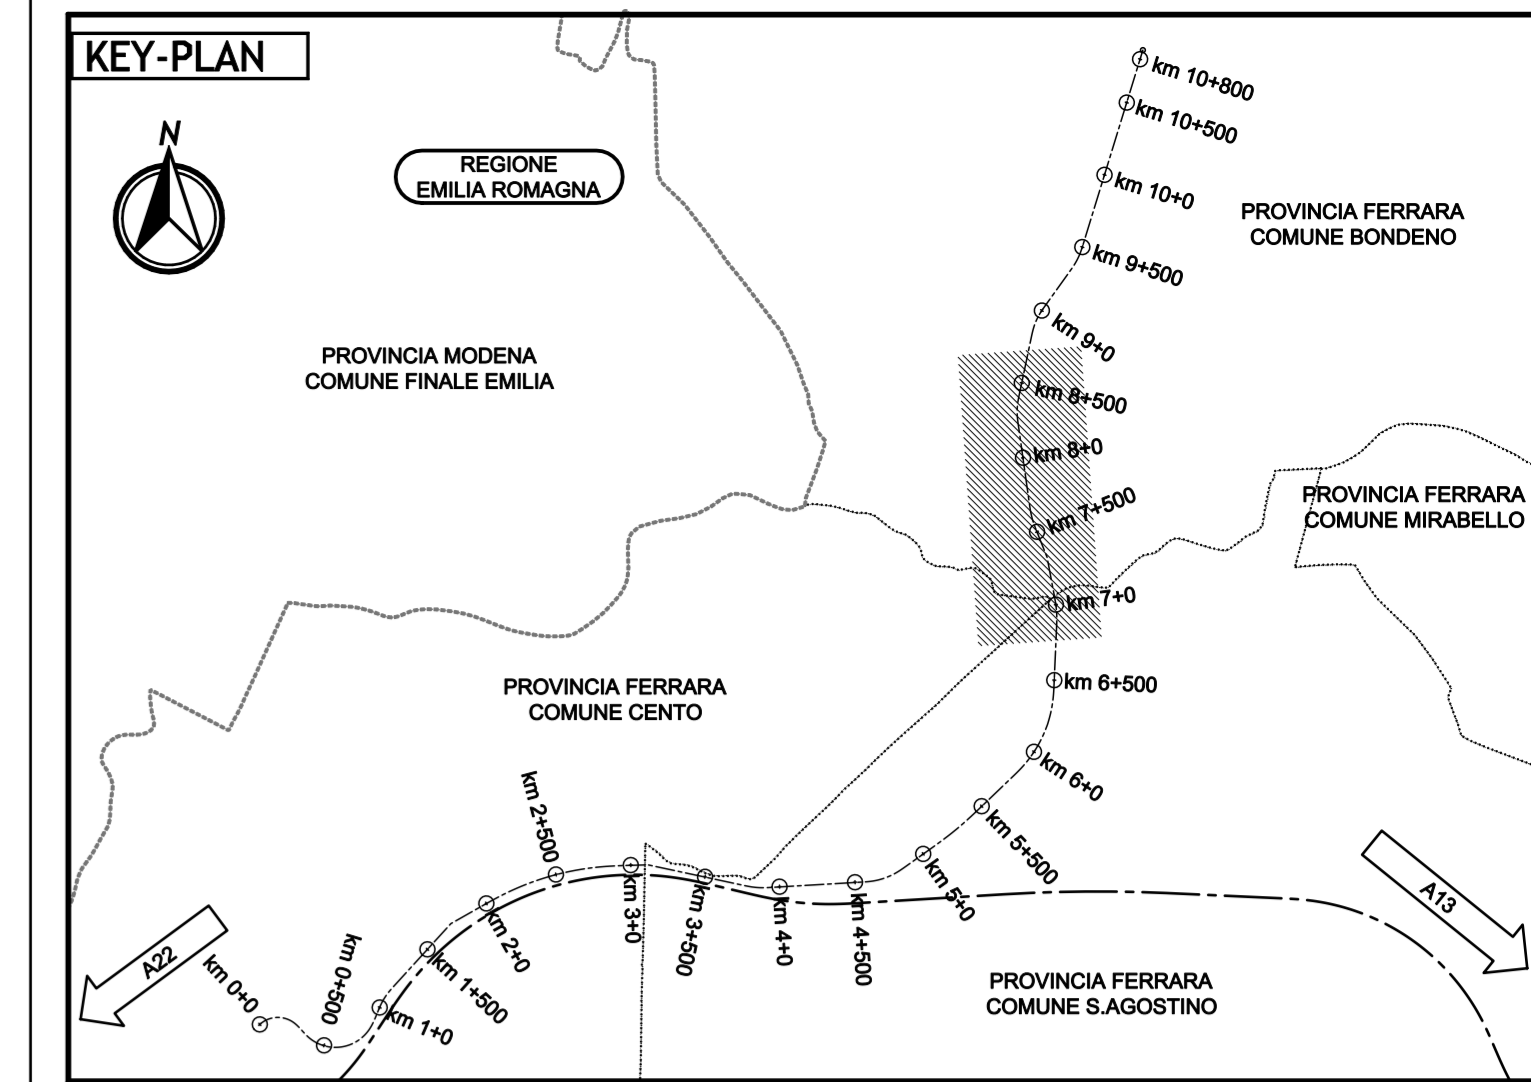 KEY-PLAN
N
REGIONE
EMILIA ROMAGNA
km 10+800
km 10+500
km 10+0
PROVINCIA FERRARA
COMUNE BONDENO
km 9+500
km 9+0
PROVINCIA MODENA
COMUNE FINALE EMILIA
km 8+500
km 8+0
km 7+500
PROVINCIA FERRARA
COMUNE MIRABELLO
km 7+0
km 6+500
PROVINCIA FERRARA
COMUNE CENTO
km 6+0
km 5+500
km 5+0
km 4+500
km 4+0
km 3+500
km 3+0
km 2+500
km 2+0
km 1+500
km 1+0
km 0+500
km 0+0
A22
A13
PROVINCIA FERRARA
COMUNE S.AGOSTINO